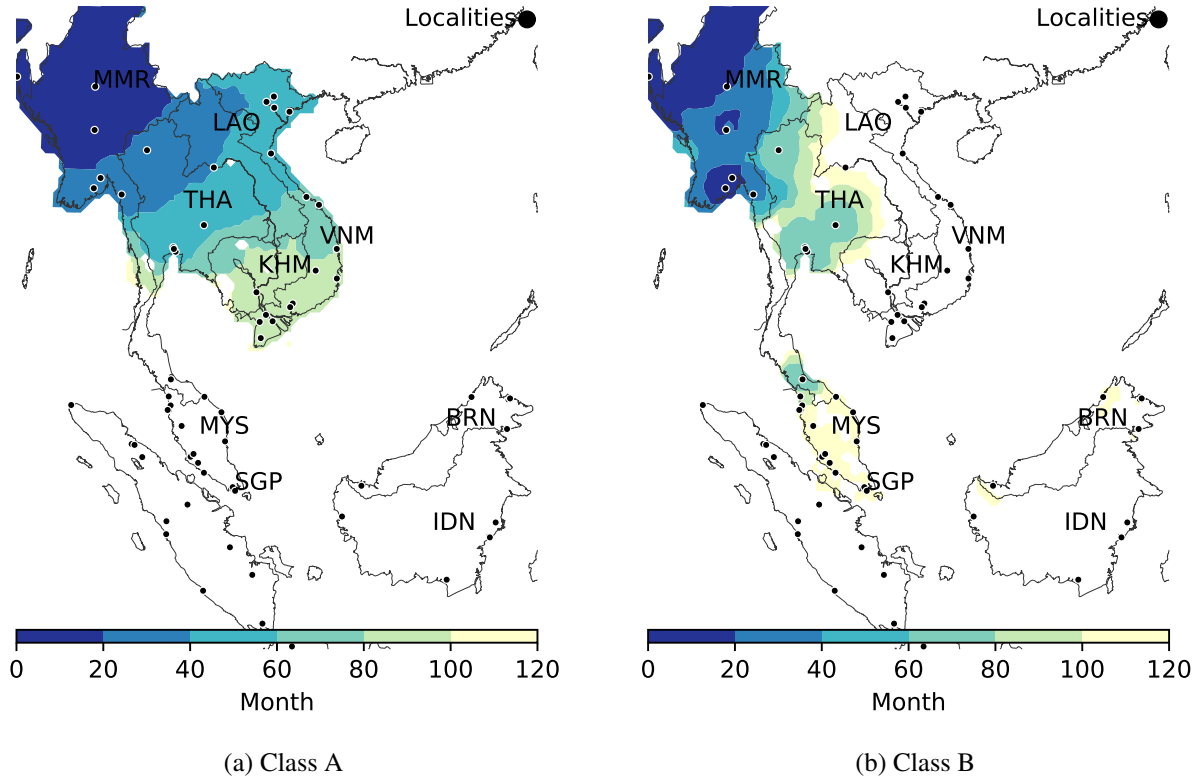 Localities
MMR
LAO
THA
VNM
KHM
MYS
BRN
SGP
IDN
0 20 40 60 80 100 120
Month
(a) Class A
Localities
MMR
LAO
THA
VNM
KHM
MYS
BRN
SGP
IDN
0 20 40 60 80 100 120
Month
(b) Class B